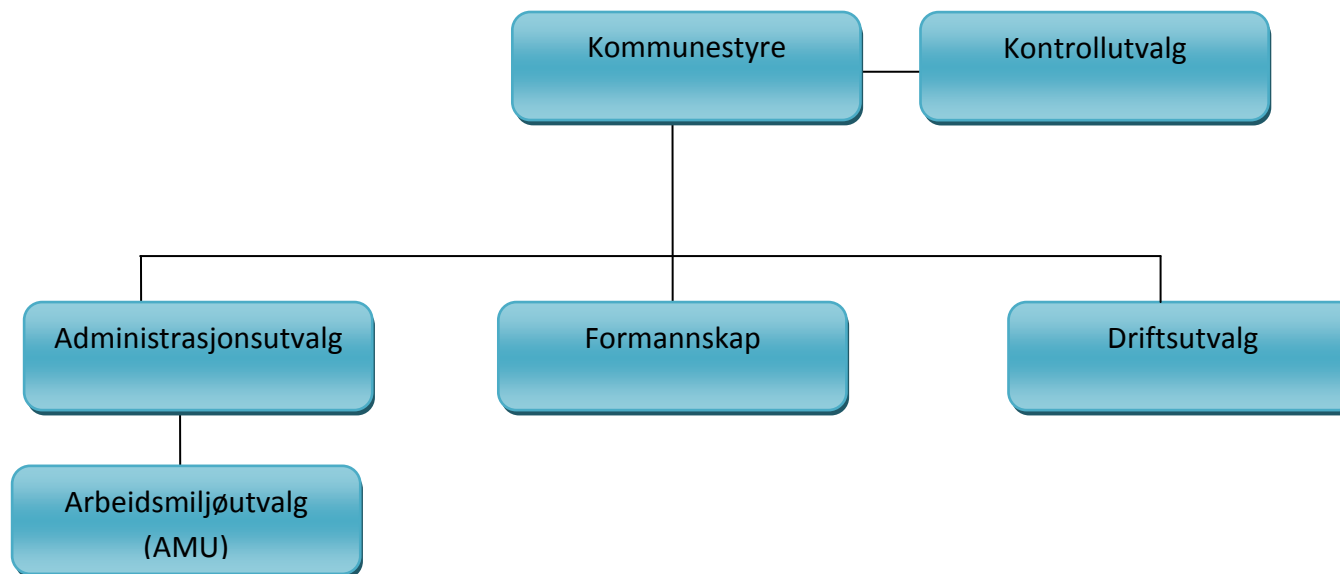 Kommunestyre
Kontrollutvalg
Administrasjonsutvalg
Formannskap
Driftsutvalg
Arbeidsmiljøutvalg
(AMU)